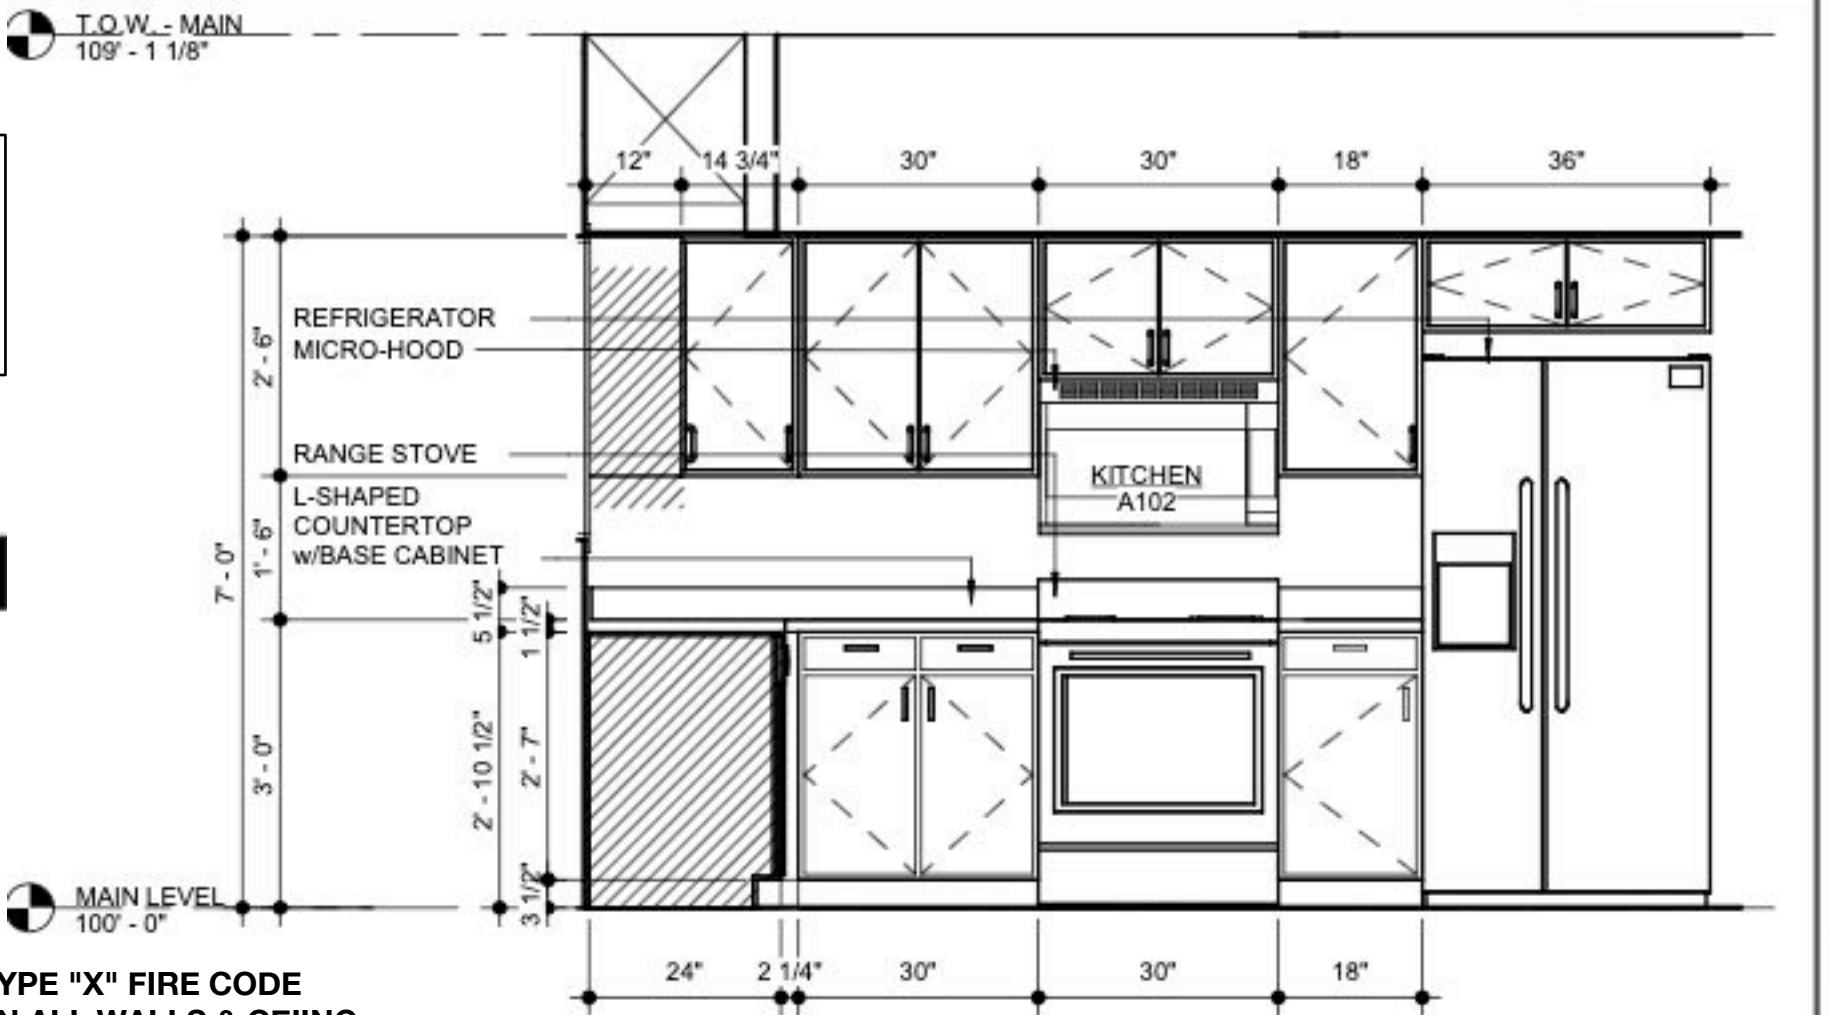 T.O.W. - MAIN
109' - 1 1/8"
12" 14 3/4" 30" 30" 18" 36"
REFRIGERATOR
MICRO-HOOD
2' - 6"
RANGE STOVE
KITCHEN
A102
L-SHAPED
COUNTERTOP
w/BASE CABINET
7' - 0"
1' - 6"
5 1/2"
1 1/2"
3' - 0"
2' - 10 1/2"
2' - 7"
3 1/2"
MAIN LEVEL
100' - 0"
24" 2 1/4" 30" 30" 18"
YPE "X" FIRE CODE